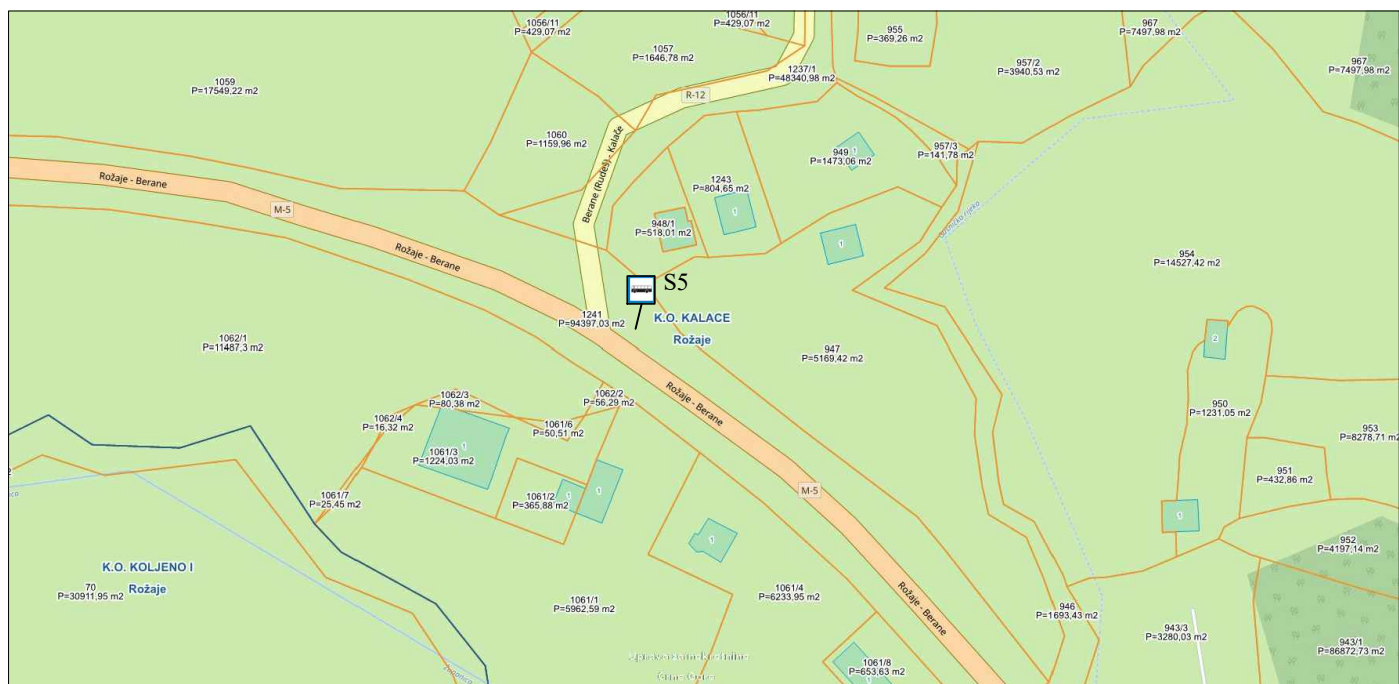 1056/11
P=429,07 m2
1056/11
P=429,07 m2
955
P=369,26 m2
967
P=7497,98 m2
1057
P=1646,78 m2
957/2
P=3940,53 m2
967
P=7497,98 m2
1237/1
P=48340,98 m2
1059
P=17549,22 m2
R-12
1060
P=1159,96 m2
Berane (Rudeš) - Kalače
949
P=1473,06 m2
1
957/3
P=141,78 m2
1243
P=804,65 m2
1
Rožaje - Berane
M-5
948/1
P=518,01 m2
1
Rožaje - Berane
954
P=14527,42 m2
S5
1241
P=94397,03 m2
K.O. KALACE
Rožaje
1062/1
P=11487,3 m2
947
P=5169,42 m2
2
Rožaje - Berane
1062/3
P=80,38 m2
1062/2
P=56,29 m2
1062/4
P=16,32 m2
1061/6
P=50,51 m2
950
P=1231,05 m2
953
P=8278,71 m2
1
1061/3
P=1224,03 m2
951
P=432,86 m2
M-5
1061/7
P=25,45 m2
1061/2
P=365,88 m2
1
1
1
1
952
P=4197,14 m2
K.O. KOLJENO I
Rožaje
70
P=30911,95 m2
Rožaje - Berane
1061/1
P=5962,59 m2
1061/4
P=6233,95 m2
946
P=1693,43 m2
943/3
P=3280,03 m2
943/1
P=86872,73 m2
Uprava za nekretnine
Crne Gore
1061/8
P=653,63 m2
1